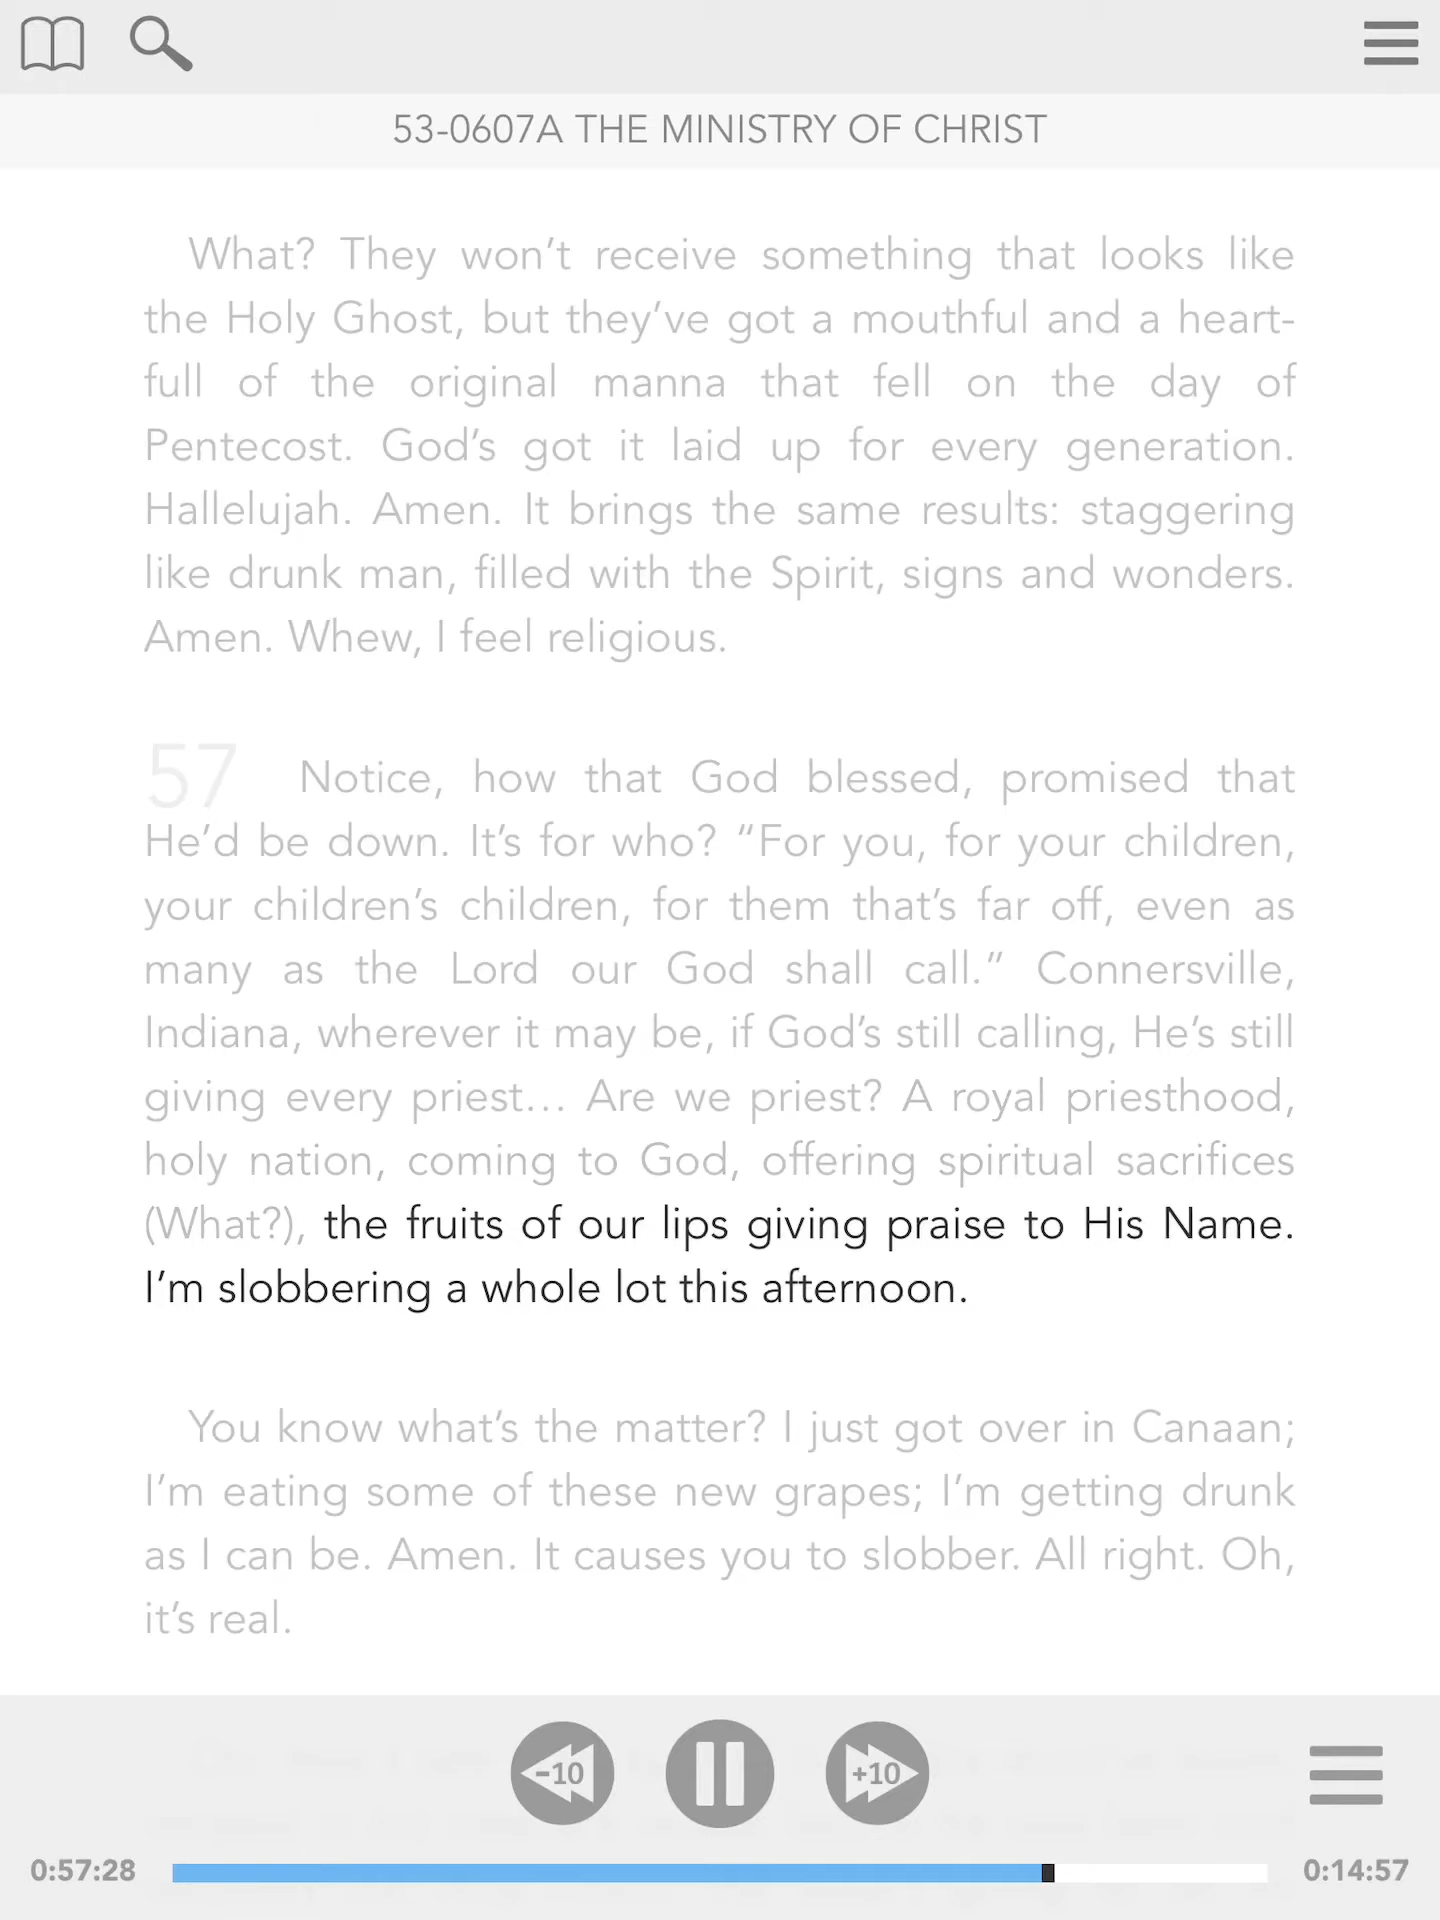 53-0607A THE MINISTRY OF CHRIST
What? They won’t receive something that looks like
the Holy Ghost, but they’ve got a mouthful and a heart-
full of the original manna that fell on the day of
Pentecost. God’s got it laid up for every generation.
Hallelujah. Amen. It brings the same results: staggering
like drunk man, filled with the Spirit, signs and wonders.
Amen. Whew, I feel religious.
57 Notice, how that God blessed, promised that
He’d be down. It’s for who? “For you, for your children,
your children’s children, for them that’s far off, even as
many as the Lord our God shall call.” Connersville,
Indiana, wherever it may be, if God’s still calling, He’s still
giving every priest… Are we priest? A royal priesthood,
holy nation, coming to God, offering spiritual sacrifices
(What?), the fruits of our lips giving praise to His Name.
I’m slobbering a whole lot this afternoon.
You know what’s the matter? I just got over in Canaan;
I’m eating some of these new grapes; I’m getting drunk
as I can be. Amen. It causes you to slobber. All right. Oh,
it’s real.
-10 +10
0:57:28 0:14:57